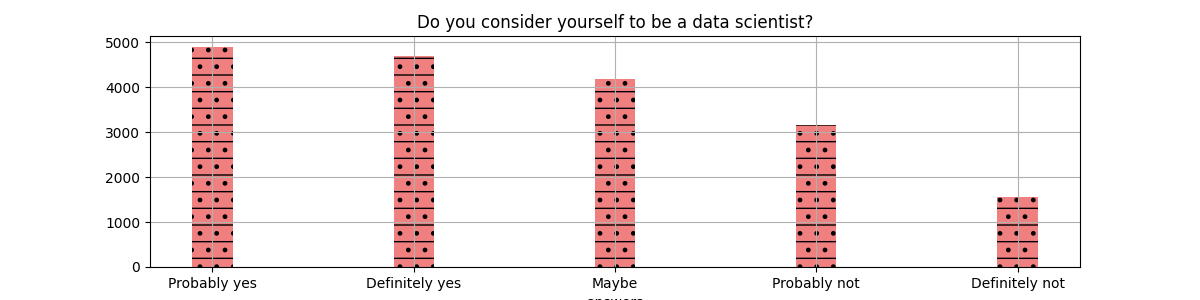 Do you consider yourself to be a data scientist?
5000
4000
3000
2000
1000
0
Probably yes Definitely yes Maybe Probably not Definitely not
answers